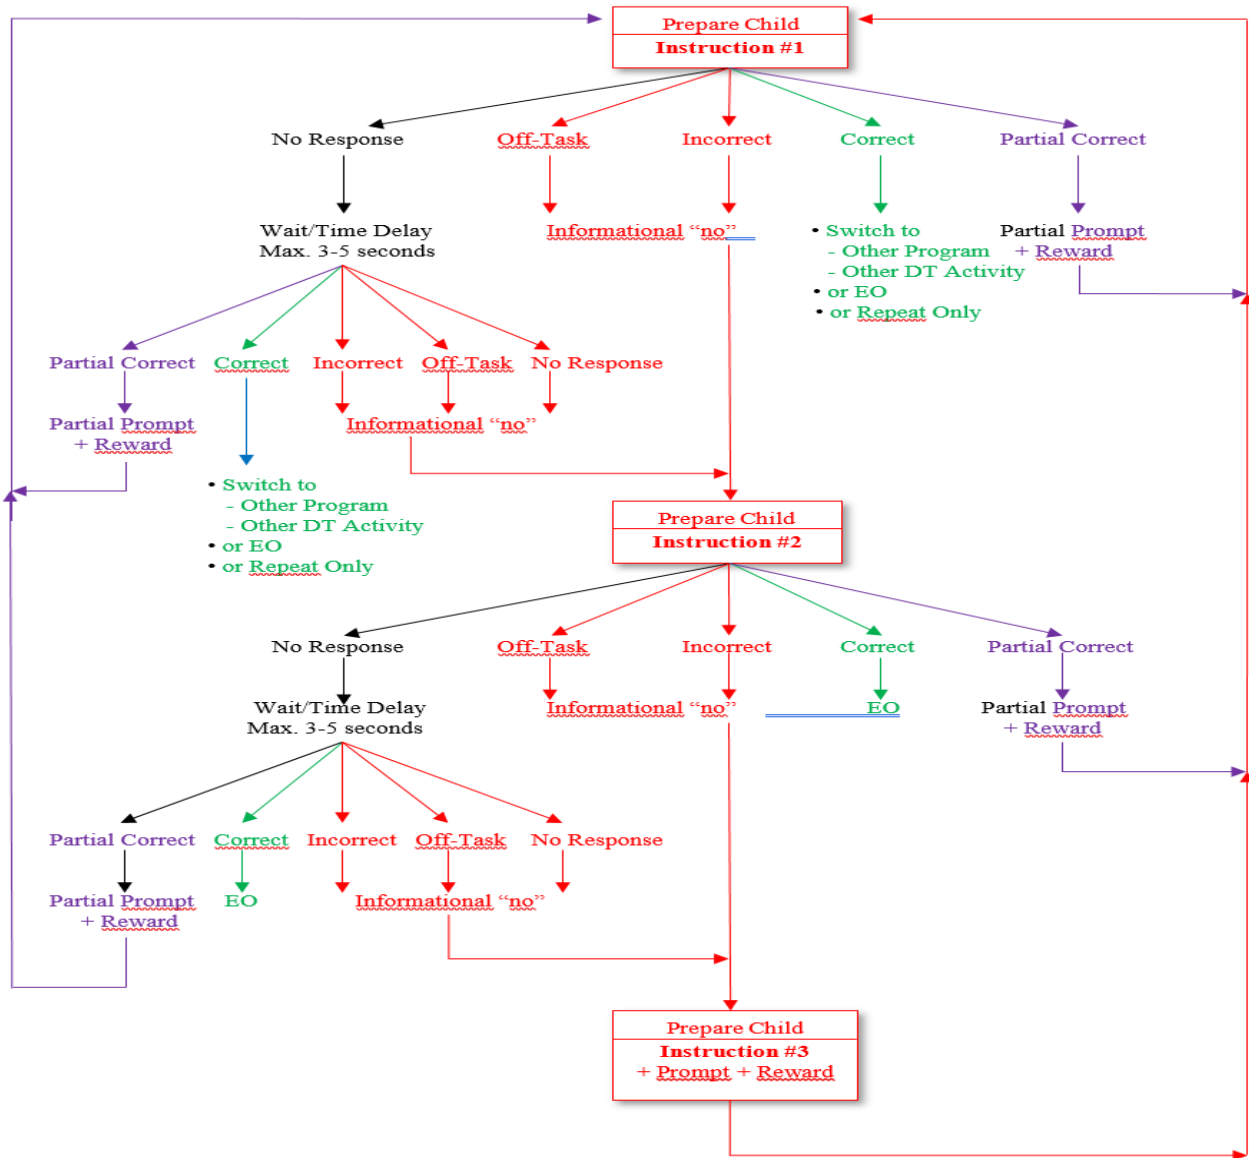 Prepare Child
Instruction #1
No Response
Off-Task
Incorrect
Correct
Partial Correct
Wait/Time Delay
Max. 3-5 seconds
Informational “no”
• Switch to
- Other Program
- Other DT Activity
• or EO
• or Repeat Only
Partial Prompt
+ Reward
Partial Correct
Correct
Incorrect
Off-Task
No Response
Partial Prompt
+ Reward
Informational “no”
• Switch to
- Other Program
- Other DT Activity
• or EO
• or Repeat Only
Prepare Child
Instruction #2
No Response
Off-Task
Incorrect
Correct
Partial Correct
Wait/Time Delay
Max. 3-5 seconds
Informational “no”
EO
Partial Prompt
+ Reward
Partial Correct
Correct
Incorrect
Off-Task
No Response
Partial Prompt
+ Reward
EO
Informational “no”
Prepare Child
Instruction #3
+ Prompt + Reward